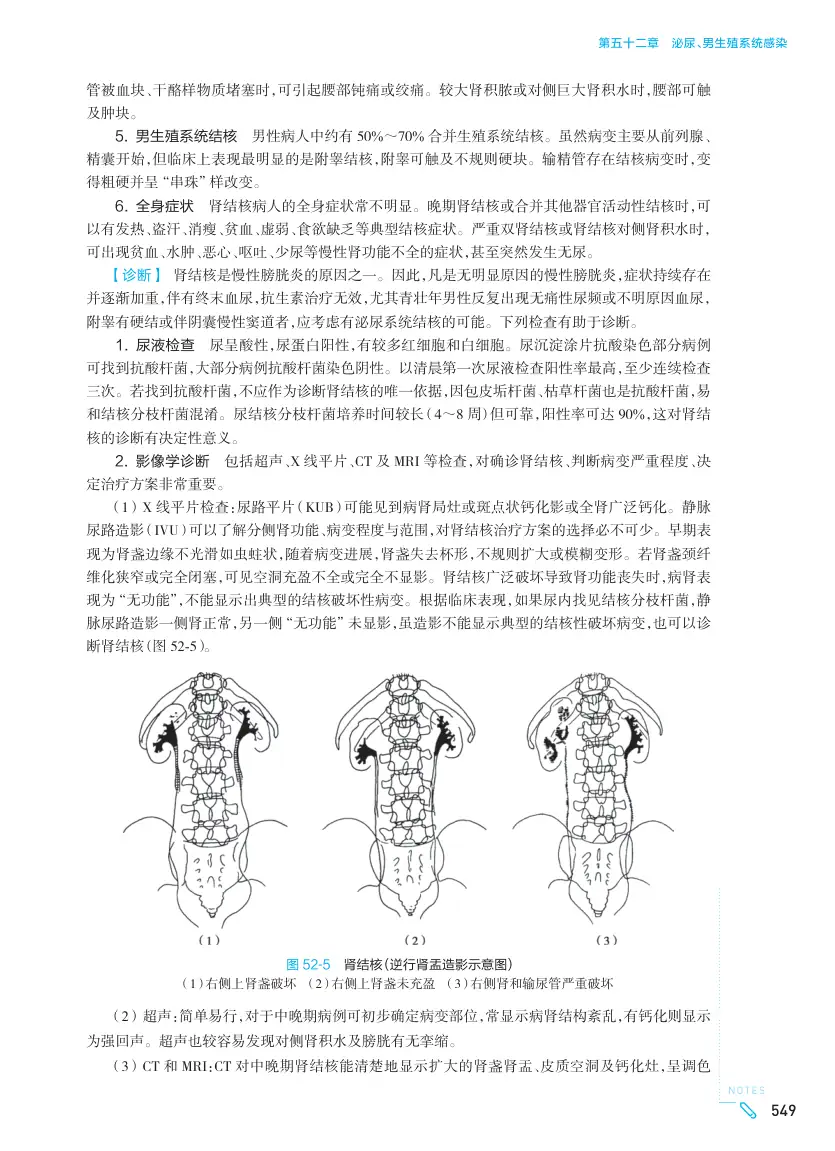 第五十二章　泌尿、男生殖系统感染
管被血块、干酪样物质堵塞时,可引起腰部钝痛或绞痛。较大肾积脓或对侧巨大肾积水时,腰部可触
及肿块。
5. 男生殖系统结核　男性病人中约有 50%～70% 合并生殖系统结核。虽然病变主要从前列腺、
精囊开始,但临床上表现最明显的是附睾结核,附睾可触及不规则硬块。输精管存在结核病变时,变
得粗硬并呈“串珠”样改变。
6. 全身症状　肾结核病人的全身症状常不明显。晚期肾结核或合并其他器官活动性结核时,可
以有发热、盗汗、消瘦、贫血、虚弱、食欲缺乏等典型结核症状。严重双肾结核或肾结核对侧肾积水时,
可出现贫血、水肿、恶心、呕吐、少尿等慢性肾功能不全的症状,甚至突然发生无尿。
【诊断】　肾结核是慢性膀胱炎的原因之一。因此,凡是无明显原因的慢性膀胱炎,症状持续存在
并逐渐加重,伴有终末血尿,抗生素治疗无效,尤其青壮年男性反复出现无痛性尿频或不明原因血尿,
附睾有硬结或伴阴囊慢性窦道者,应考虑有泌尿系统结核的可能。下列检查有助于诊断。
1. 尿液检查　尿呈酸性,尿蛋白阳性,有较多红细胞和白细胞。尿沉淀涂片抗酸染色部分病例
可找到抗酸杆菌,大部分病例抗酸杆菌染色阴性。以清晨第一次尿液检查阳性率最高,至少连续检查
三次。若找到抗酸杆菌,不应作为诊断肾结核的唯一依据,因包皮垢杆菌、枯草杆菌也是抗酸杆菌,易
和结核分枝杆菌混淆。尿结核分枝杆菌培养时间较长(4～8 周)但可靠,阳性率可达 90%,这对肾结
核的诊断有决定性意义。
2. 影像学诊断　包括超声、X 线平片、CT 及 MRI 等检查,对确诊肾结核、判断病变严重程度、决
定治疗方案非常重要。
(1)X 线平片检查:尿路平片(KUB)可能见到病肾局灶或斑点状钙化影或全肾广泛钙化。静脉
尿路造影(IVU)可以了解分侧肾功能、病变程度与范围,对肾结核治疗方案的选择必不可少。早期表
现为肾盏边缘不光滑如虫蛀状,随着病变进展,肾盏失去杯形,不规则扩大或模糊变形。若肾盏颈纤
维化狭窄或完全闭塞,可见空洞充盈不全或完全不显影。肾结核广泛破坏导致肾功能丧失时,病肾表
现为“无功能”,不能显示出典型的结核破坏性病变。根据临床表现,如果尿内找见结核分枝杆菌,静
脉尿路造影一侧肾正常,另一侧“无功能”未显影,虽造影不能显示典型的结核性破坏病变,也可以诊
断肾结核(图 52-5)。
(1)
(2)
(3)
图 52-5　肾结核(逆行肾盂造影示意图)
(1)右侧上肾盏破坏　(2)右侧上肾盏未充盈　(3)右侧肾和输尿管严重破坏
(2)超声:简单易行,对于中晚期病例可初步确定病变部位,常显示病肾结构紊乱,有钙化则显示
为强回声。超声也较容易发现对侧肾积水及膀胱有无挛缩。
(3)CT 和 MRI:CT 对中晚期肾结核能清楚地显示扩大的肾盏肾盂、皮质空洞及钙化灶,呈调色
NOTES
549